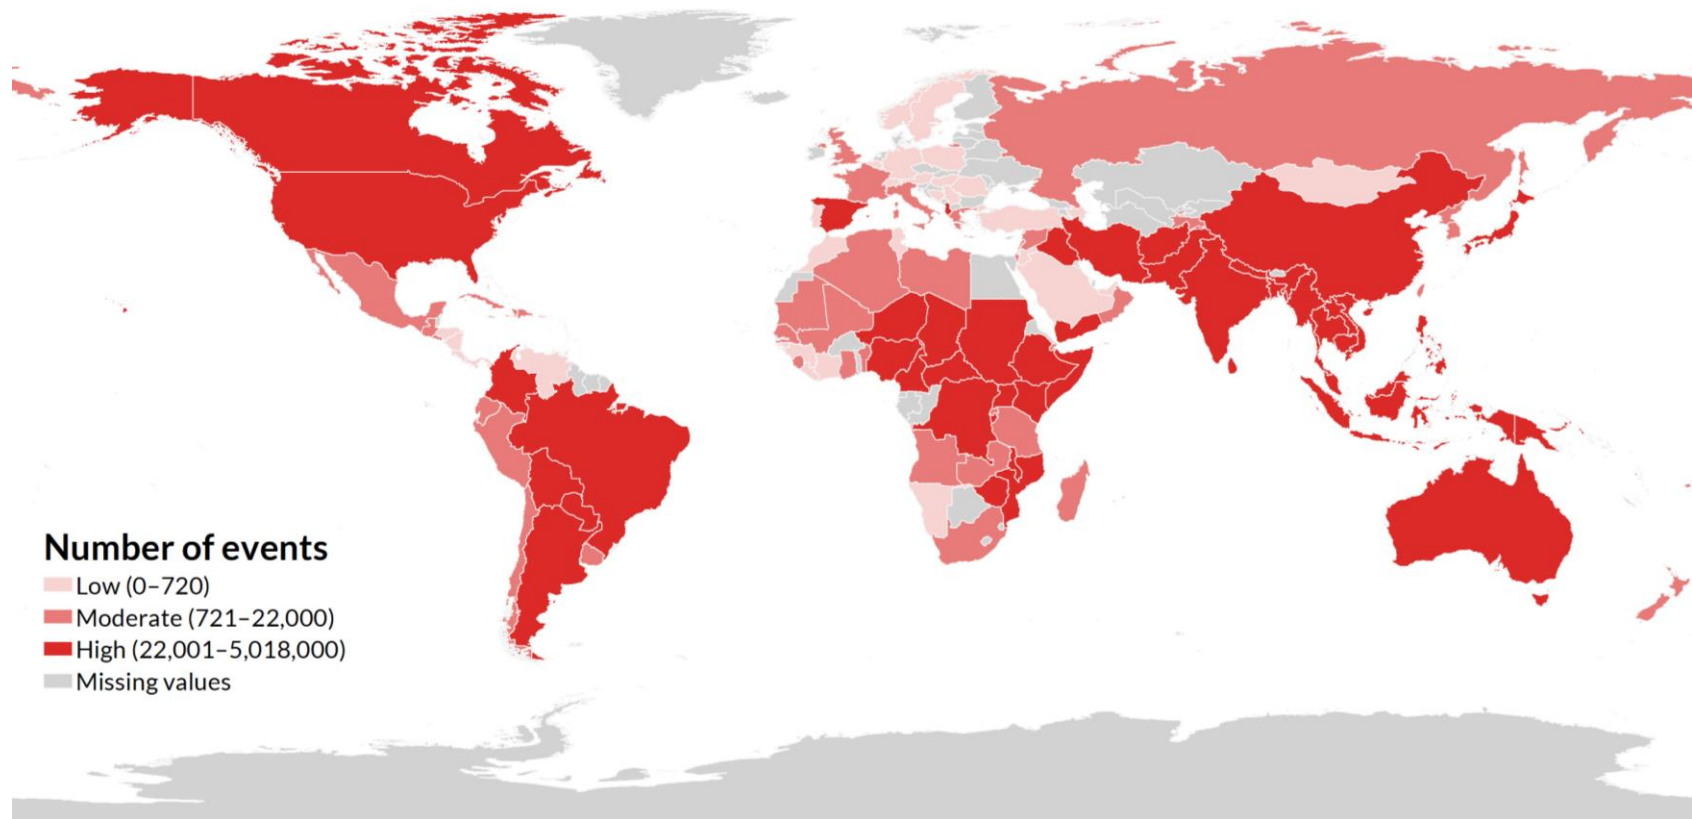 Number of events
Low (0–720)
Moderate (721–22,000)
High (22,001–5,018,000)
Missing values